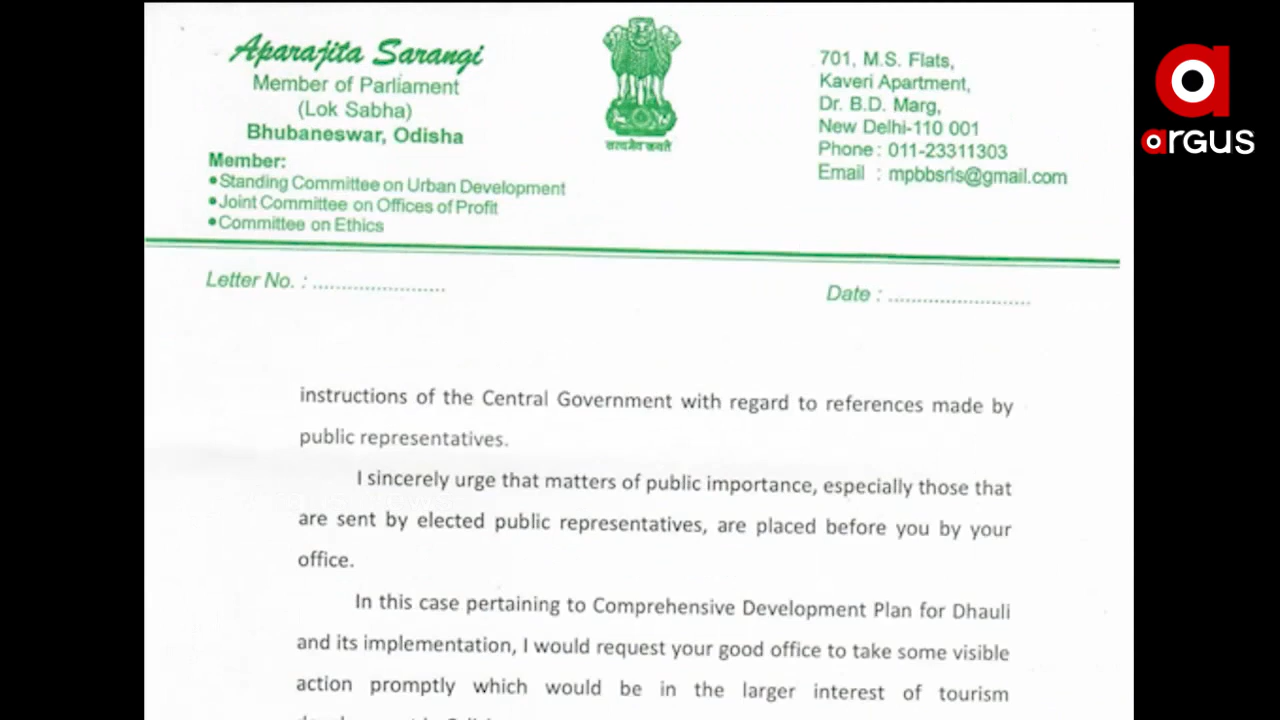 Aparajita Sarangi
Member of Parliament
(Lok Sabha)
Bhubaneswar, Odisha
Member:
•Standing Committee on Urban Development
•Joint Committee on Offices of Profit
•Committee on Ethics
सत्यमेव जयते
701, M.S. Flats,
Kaveri Apartment,
Dr. B.D. Marg,
New Delhi-110 001
Phone : 011-23311303
Email : mpbbsrls@gmail.com
argus
Letter No. : ........................
Date : ..........................
instructions of the Central Government with regard to references made by
public representatives.
I sincerely urge that matters of public importance, especially those that
are sent by elected public representatives, are placed before you by your
office.
In this case pertaining to Comprehensive Development Plan for Dhauli
and its implementation, I would request your good office to take some visible
action promptly which would be in the larger interest of tourism